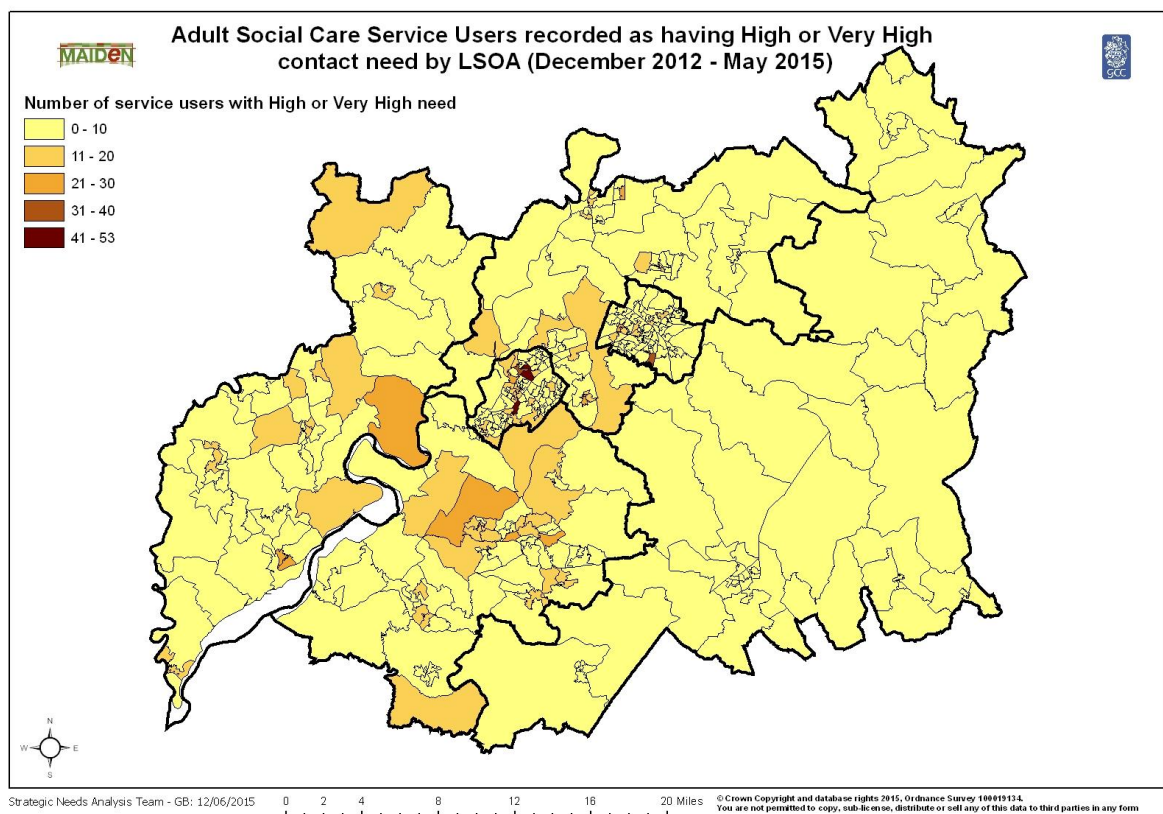 MAIDeN
Adult Social Care Service Users recorded as having High or Very High
contact need by LSOA (December 2012 - May 2015)
GCC
Number of service users with High or Very High need
0 - 10
11 - 20
21 - 30
31 - 40
41 - 53
N
W E
S
Strategic Needs Analysis Team - GB: 12/06/2015
0 2 4 8 12 16 20 Miles
© Crown Copyright and database rights 2015, Ordnance Survey 100019134.
You are not permitted to copy, sub-license, distribute or sell any of this data to third parties in any form